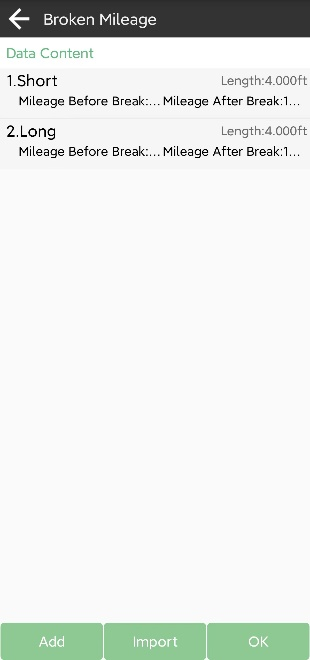 Broken Mileage
Data Content
1.Short Length:4.000ft
Mileage Before Break:... Mileage After Break:1...
2.Long Length:4.000ft
Mileage Before Break:... Mileage After Break:1...
Add Import OK